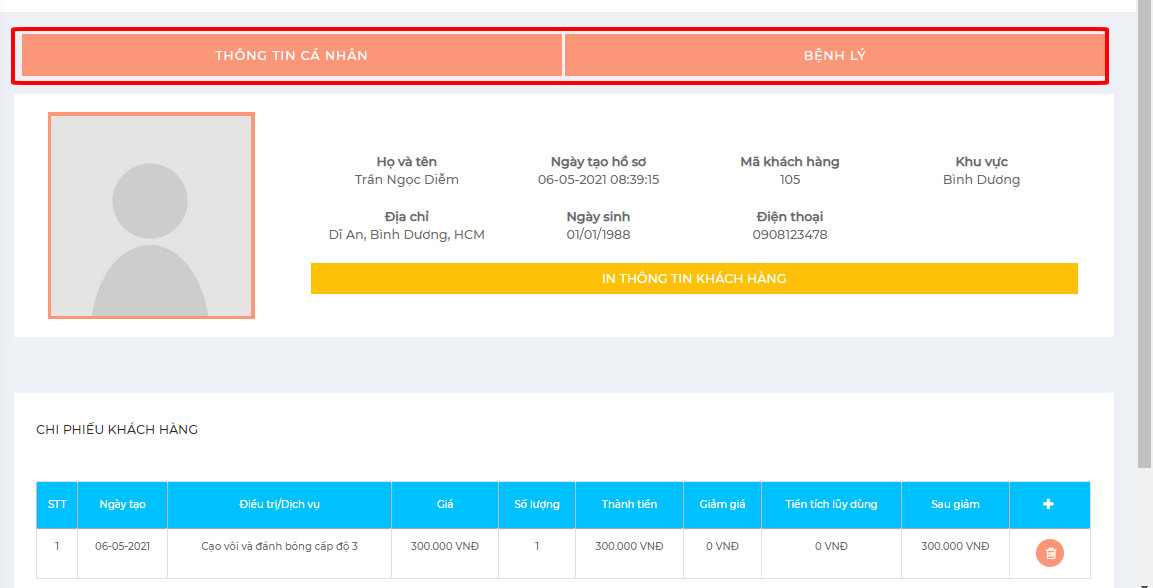 THÔNG TIN CÁ NHÂN BỆNH LÝ
Họ và tên Ngày tạo hồ sơ Mã khách hàng Khu vực
Trần Ngọc Diễm 06-05-2021 08:39:15 105 Bình Dương
Địa chỉ Ngày sinh Điện thoại
Dĩ An, Bình Dương, HCM 01/01/1988 0908123478
IN THÔNG TIN KHÁCH HÀNG
CHI PHIẾU KHÁCH HÀNG
STT Ngày tạo Điều trị/Dịch vụ Giá Số lượng Thành tiền Giảm giá Tiền tích lũy dùng Sau giảm +
1 06-05-2021 Cạo vôi và đánh bóng cấp độ 3 300.000 VNĐ 1 300.000 VNĐ 0 VNĐ 0 VNĐ 300.000 VNĐ